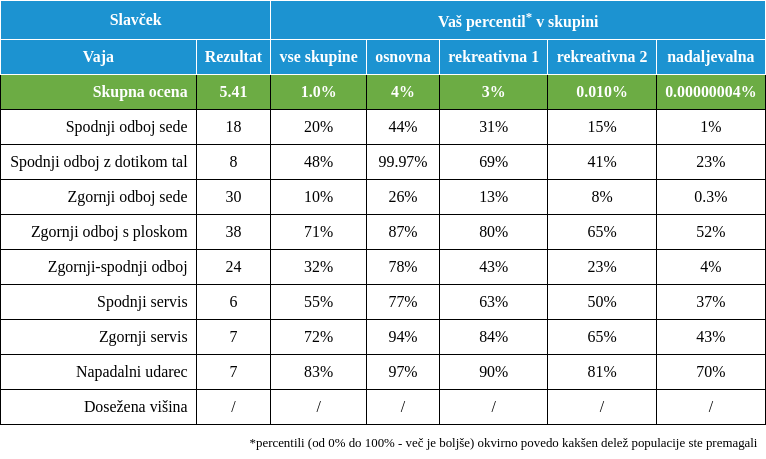 Slavček Vaš percentil* v skupini
Vaja Rezultat vse skupine osnovna rekreativna 1 rekreativna 2 nadaljevalna
Skupna ocena 5.41 1.0% 4% 3% 0.010% 0.00000004%
Spodnji odboj sede 18 20% 44% 31% 15% 1%
Spodnji odboj z dotikom tal 8 48% 99.97% 69% 41% 23%
Zgornji odboj sede 30 10% 26% 13% 8% 0.3%
Zgornji odboj s ploskom 38 71% 87% 80% 65% 52%
Zgornji-spodnji odboj 24 32% 78% 43% 23% 4%
Spodnji servis 6 55% 77% 63% 50% 37%
Zgornji servis 7 72% 94% 84% 65% 43%
Napadalni udarec 7 83% 97% 90% 81% 70%
Dosežena višina / / / / / /
*percentili (od 0% do 100% - več je boljše) okvirno povedo kakšen delež populacije ste premagali